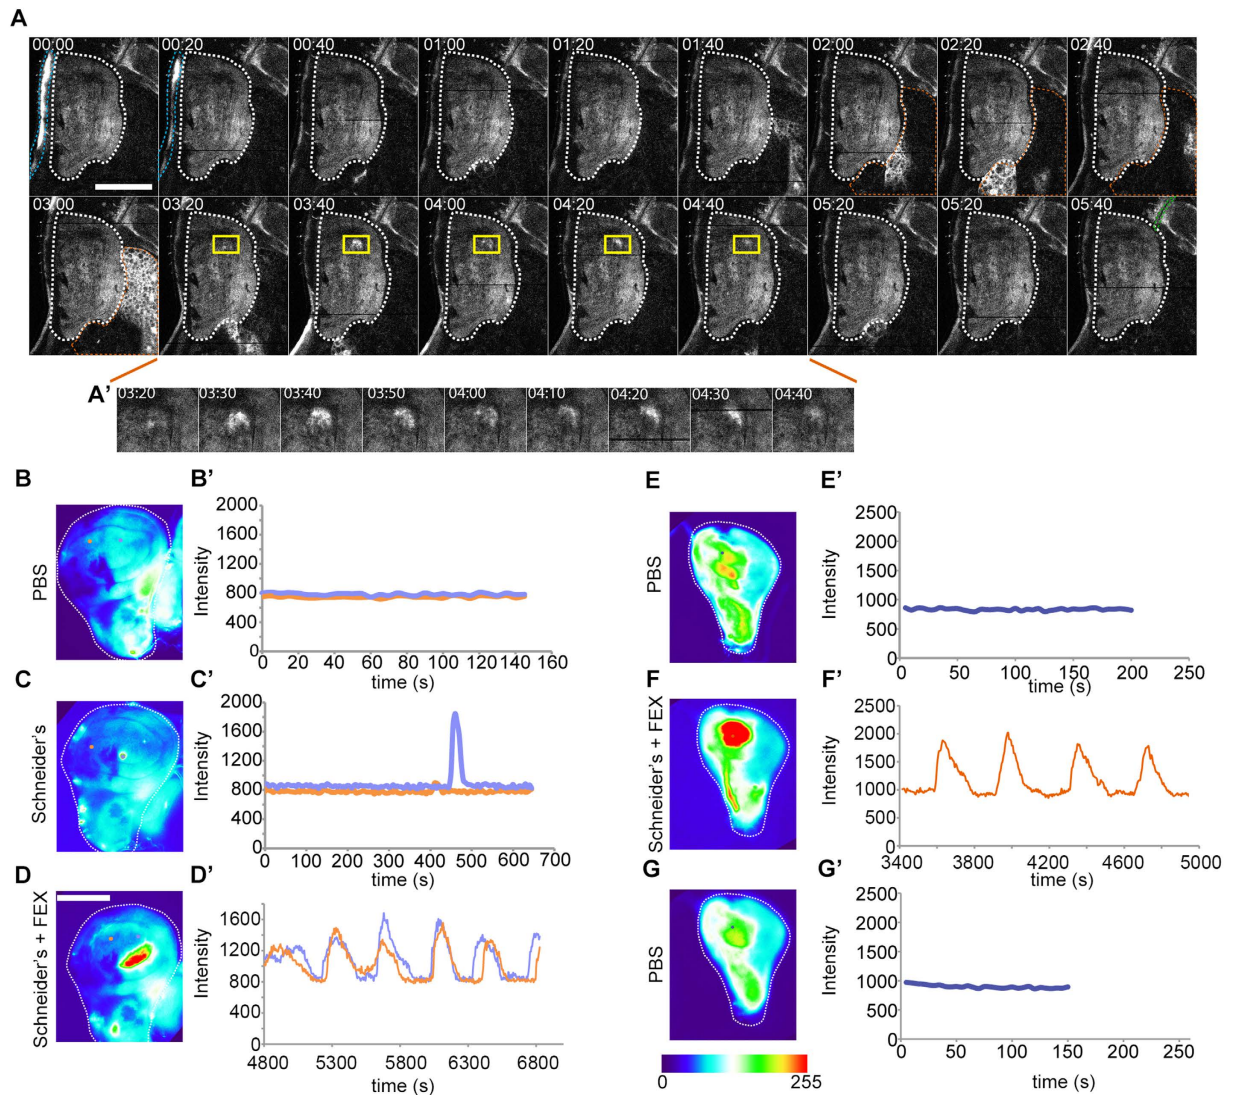 A
00:00 00:20 00:40 01:00 01:20 01:40 02:00 02:20 02:40
03:00 03:20 03:40 04:00 04:20 04:40 05:20 05:20 05:40
A'
03:20 03:30 03:40 03:50 04:00 04:10 04:20 04:30 04:40
B
PBS
B'
Intensity
2000
1600
1200
800
400
0
0 20 40 60 80 100 120 140 160
time (s)
C
Schneider's
C'
Intensity
2000
1600
1200
800
400
0
0 100 200 300 400 500 600 700
time (s)
D
Schneider's + FEX
D'
Intensity
1600
1200
800
400
0
4800 5300 5800 6300 6800
time (s)
E
PBS
E'
Intensity
2500
2000
1500
1000
500
0
0 50 100 150 200 250
time (s)
F
Schneider's + FEX
F'
Intensity
2500
2000
1500
1000
500
0
3400 3800 4200 4600 5000
time (s)
G
PBS
G'
Intensity
2500
2000
1500
1000
500
0
0 50 100 150 200 250
time (s)
0 255